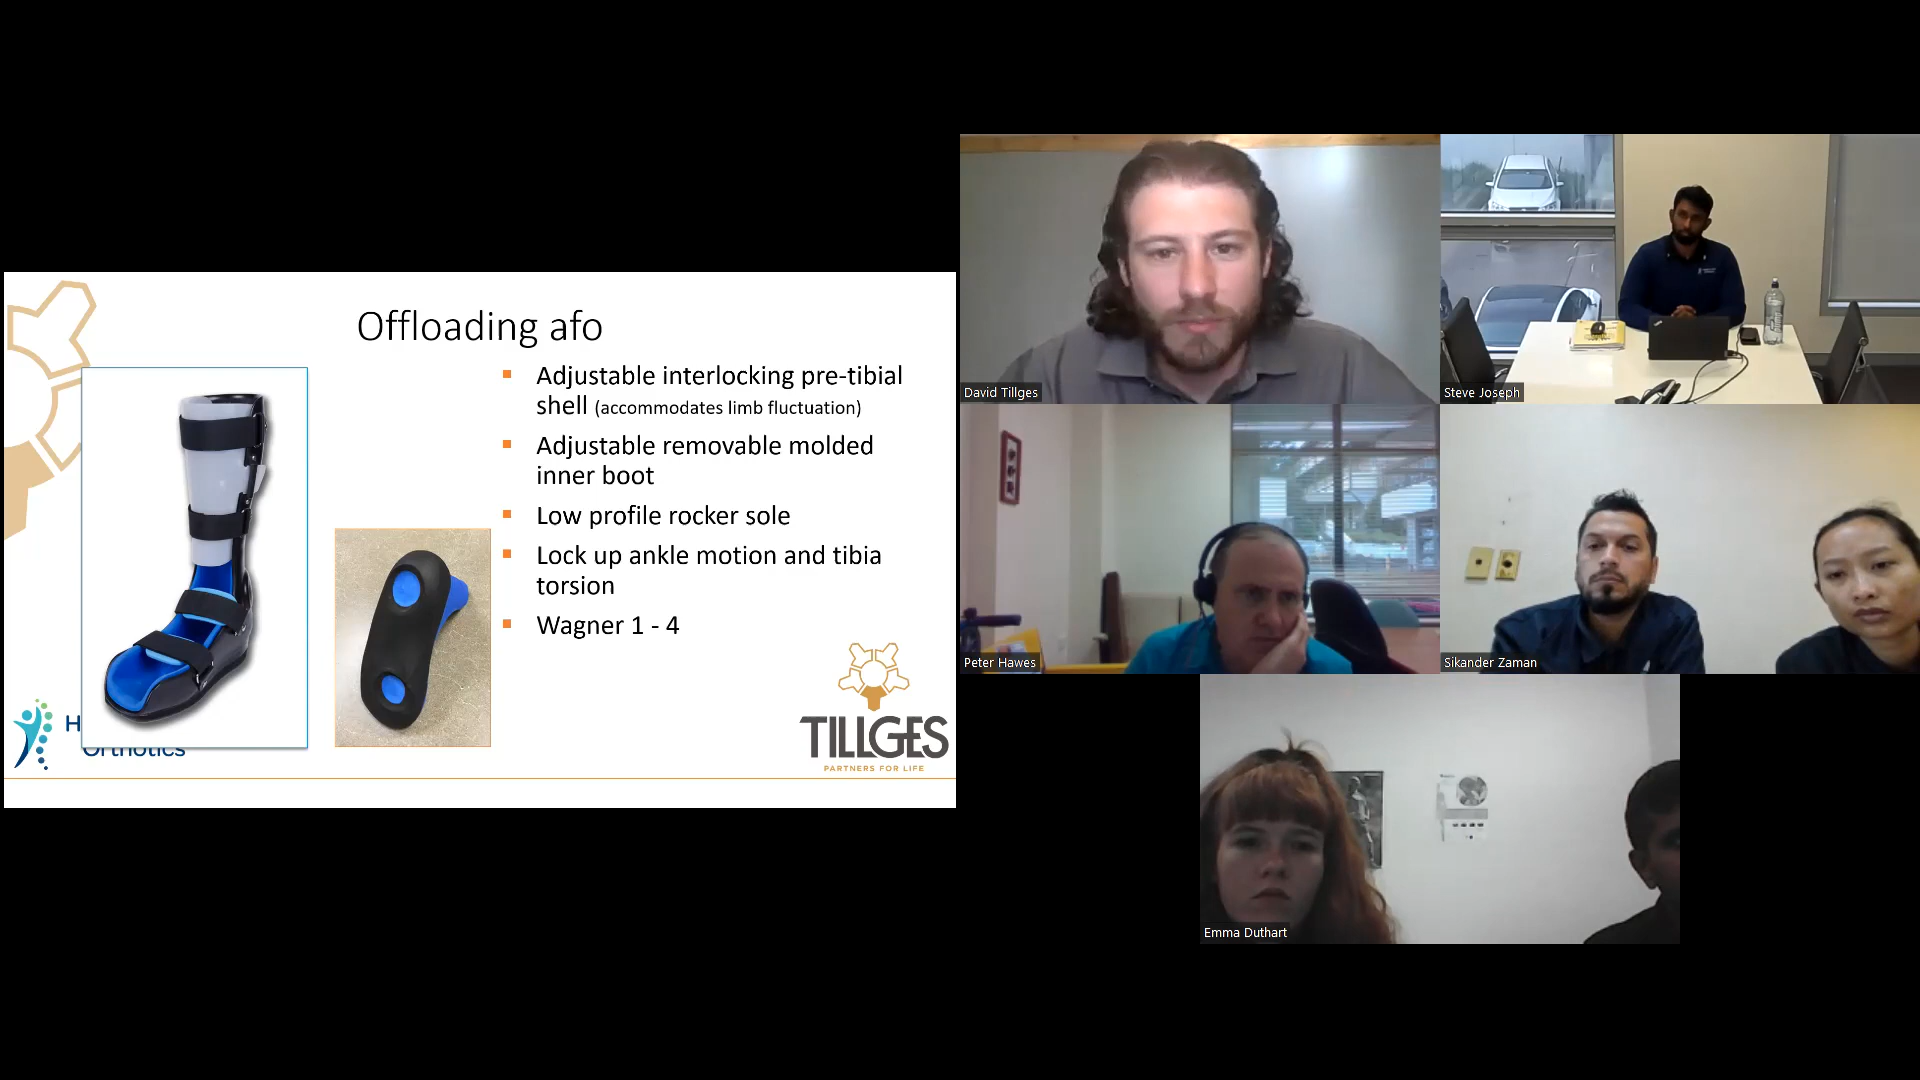 Offloading afo
Adjustable interlocking pre-tibial
shell (accommodates limb fluctuation)
Adjustable removable molded
inner boot
Low profile rocker sole
Lock up ankle motion and tibia
torsion
Wagner 1 - 4
H
Orthotics
TILLGES
PARTNERS FOR LIFE
David Tillges
Steve Joseph
Peter Hawes
Sikander Zaman
Emma Duthart